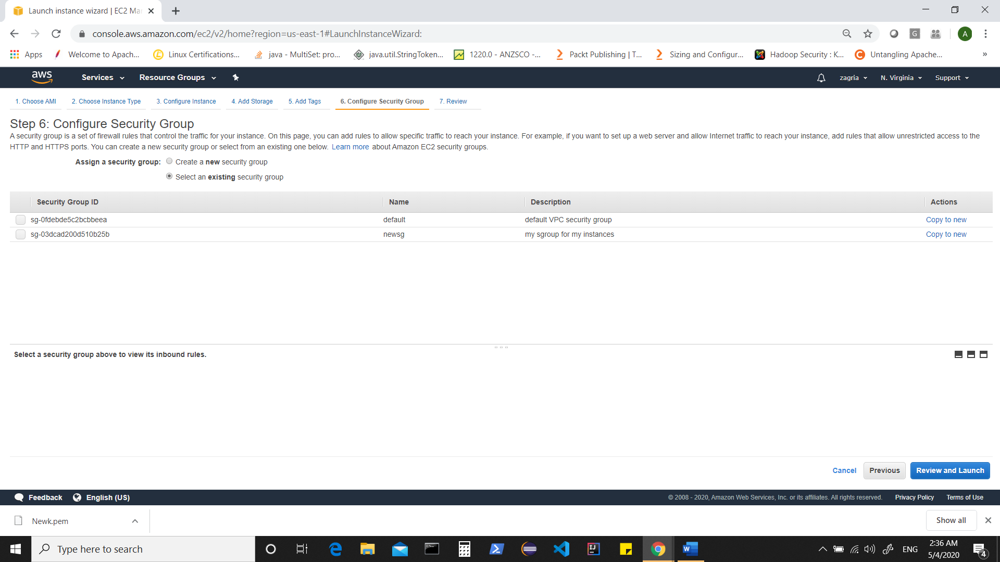 Launch instance wizard | EC2 Ma
console.aws.amazon.com/ec2/v2/home?region=us-east-1#LaunchInstanceWizard:
G
A
Apps
Welcome to Apach...
Linux Certifications...
java - MultiSet: pro...
java.util.StringToken...
1220.0 - ANZSCO -...
Packt Publishing | T...
Sizing and Configur...
Hadoop Security : K...
Untangling Apache...
»
aws
Services
Resource Groups
zagria
N. Virginia
Support
1. Choose AMI
2. Choose Instance Type
3. Configure Instance
4. Add Storage
5. Add Tags
6. Configure Security Group
7. Review
Step 6: Configure Security Group
A security group is a set of firewall rules that control the traffic for your instance. On this page, you can add rules to allow specific traffic to reach your instance. For example, if you want to set up a web server and allow Internet traffic to reach your instance, add rules that allow unrestricted access to the
HTTP and HTTPS ports. You can create a new security group or select from an existing one below. Learn more about Amazon EC2 security groups.
Assign a security group: Create a new security group
Select an existing security group
Security Group ID Name Description Actions
sg-0fdebde5c2bcbbeea default default VPC security group Copy to new
sg-03dcad200d510b25b newsg my sgroup for my instances Copy to new
Select a security group above to view its inbound rules.
Cancel Previous Review and Launch
Feedback English (US) © 2008 - 2020, Amazon Web Services, Inc. or its affiliates. All rights reserved. Privacy Policy Terms of Use
Newk.pem Show all
Type here to search
ENG
2:36 AM
5/4/2020
4